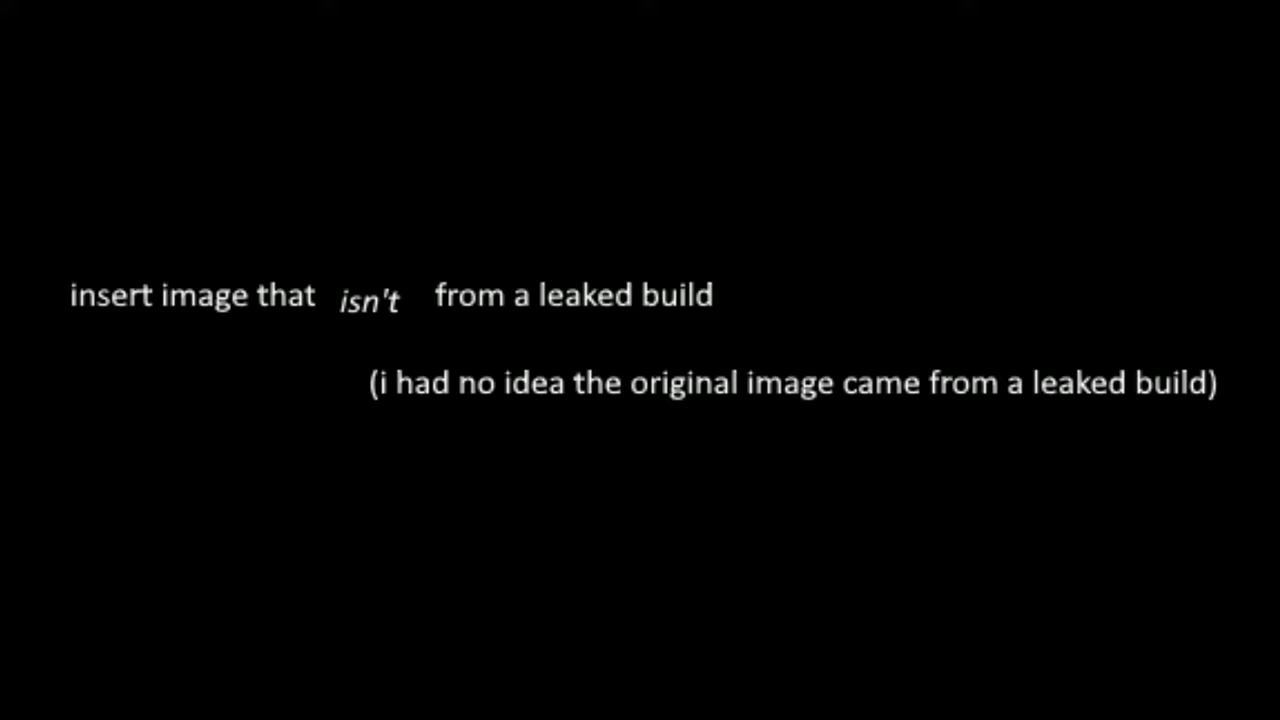 insert image that isn't from a leaked build
(i had no idea the original image came from a leaked build)